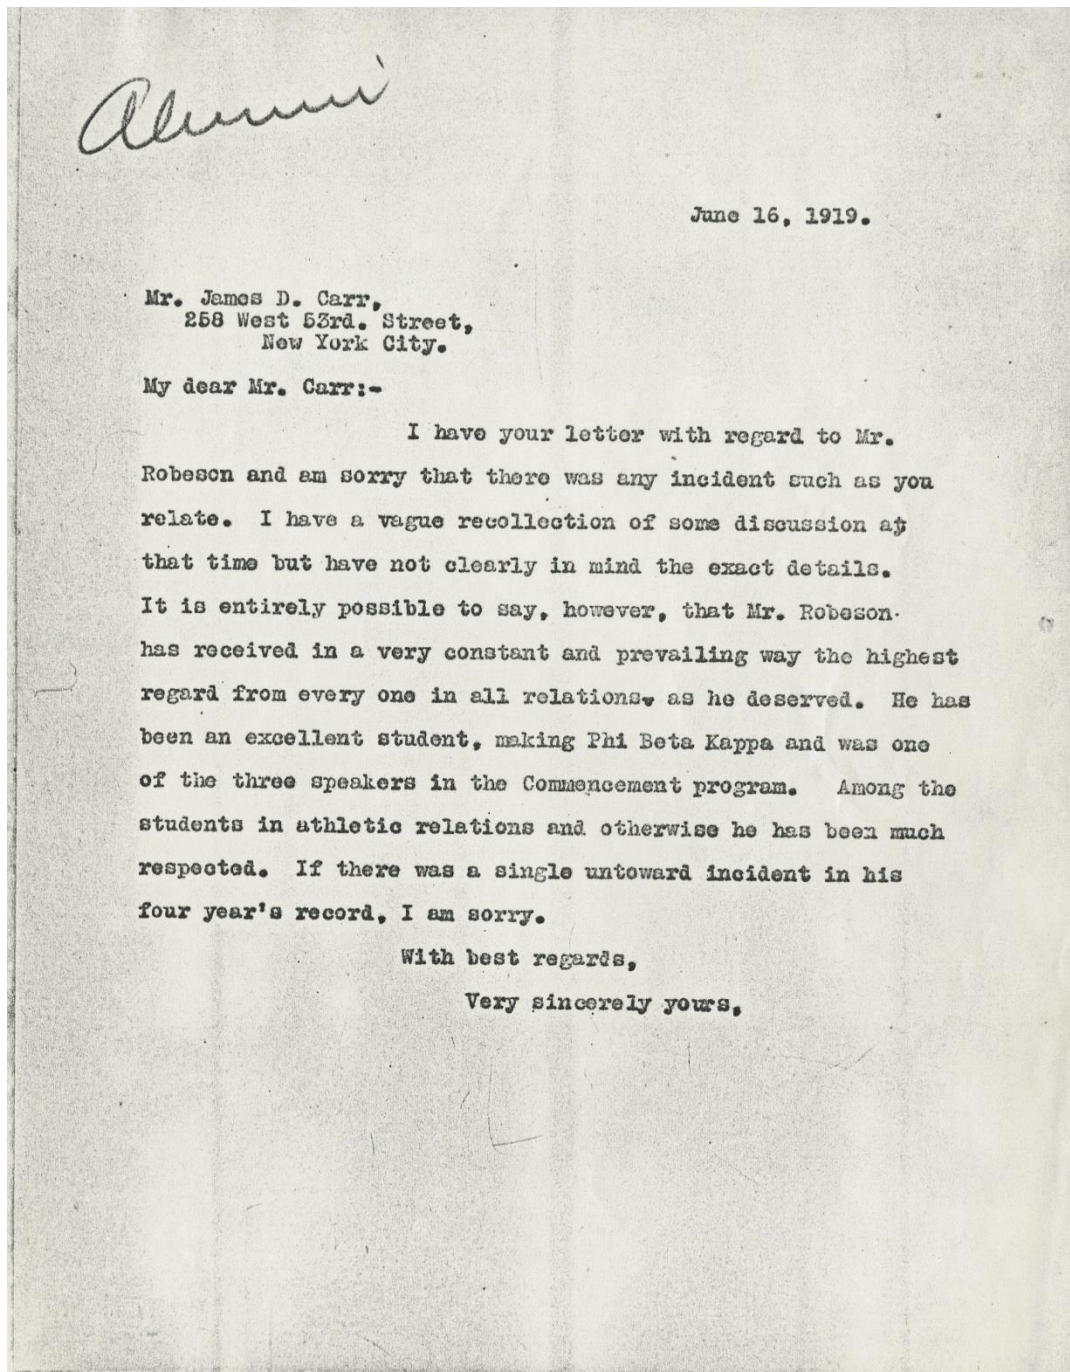 Alumni
June 16, 1919.
Mr. James D. Carr,
258 West 53rd. Street,
New York City.
My dear Mr. Carr:-
I have your letter with regard to Mr.
Robeson and am sorry that there was any incident such as you
relate. I have a vague recollection of some discussion at
that time but have not clearly in mind the exact details.
It is entirely possible to say, however, that Mr. Robeson
has received in a very constant and prevailing way the highest
regard from every one in all relations, as he deserved. He has
been an excellent student, making Phi Beta Kappa and was one
of the three speakers in the Commencement program. Among the
students in athletic relations and otherwise he has been much
respected. If there was a single untoward incident in his
four year's record, I am sorry.
With best regards,
Very sincerely yours,